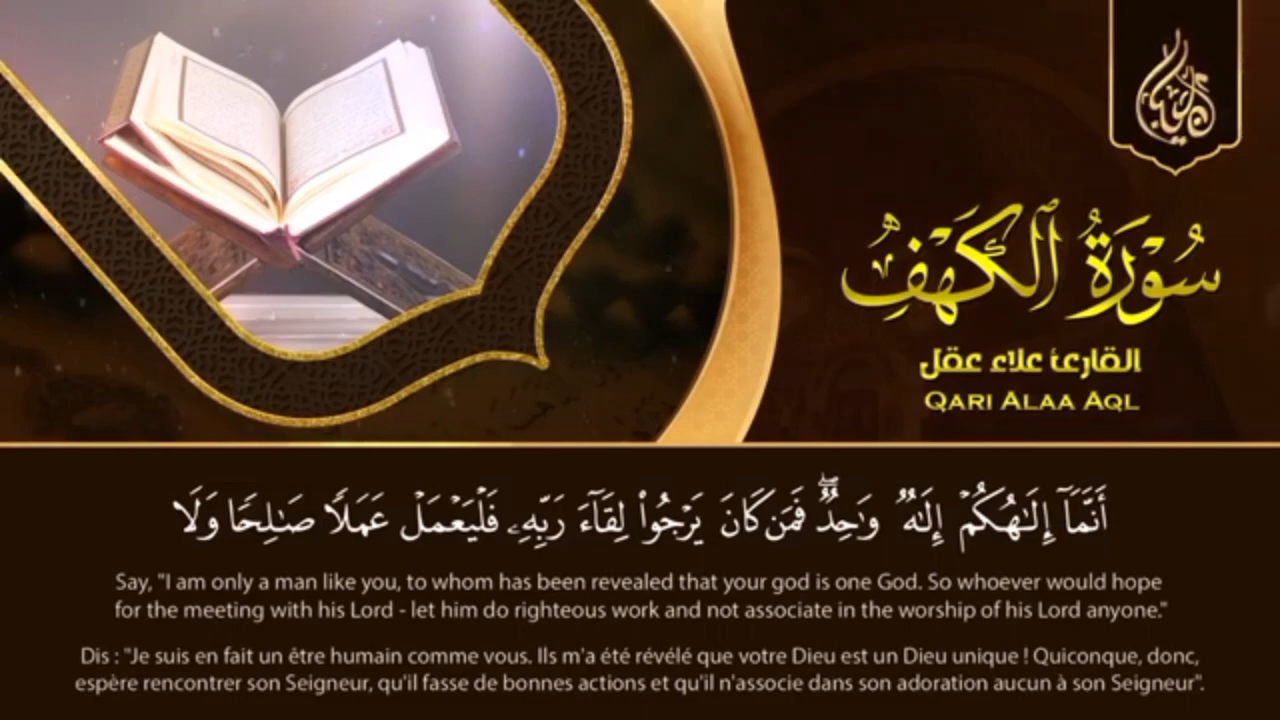 سُوْرَةُ ٱلْكَهْفِ
القارئ علاء عقل
QARI ALAA AQL
أَنَّمَآ إِلَـٰهُكُمْ إِلَـٰهٌ وَٰحِدٌۖ فَمَن كَانَ يَرْجُوا۟ لِقَآءَ رَبِّهِۦ فَلْيَعْمَلْ عَمَلًا صَـٰلِحًا وَلَا
Say, "I am only a man like you, to whom has been revealed that your god is one God. So whoever would hope
for the meeting with his Lord - let him do righteous work and not associate in the worship of his Lord anyone."
Dis : "Je suis en fait un être humain comme vous. Ils m'a été révélé que votre Dieu est un Dieu unique ! Quiconque, donc,
espère rencontrer son Seigneur, qu'il fasse de bonnes actions et qu'il n'associe dans son adoration aucun à son Seigneur".